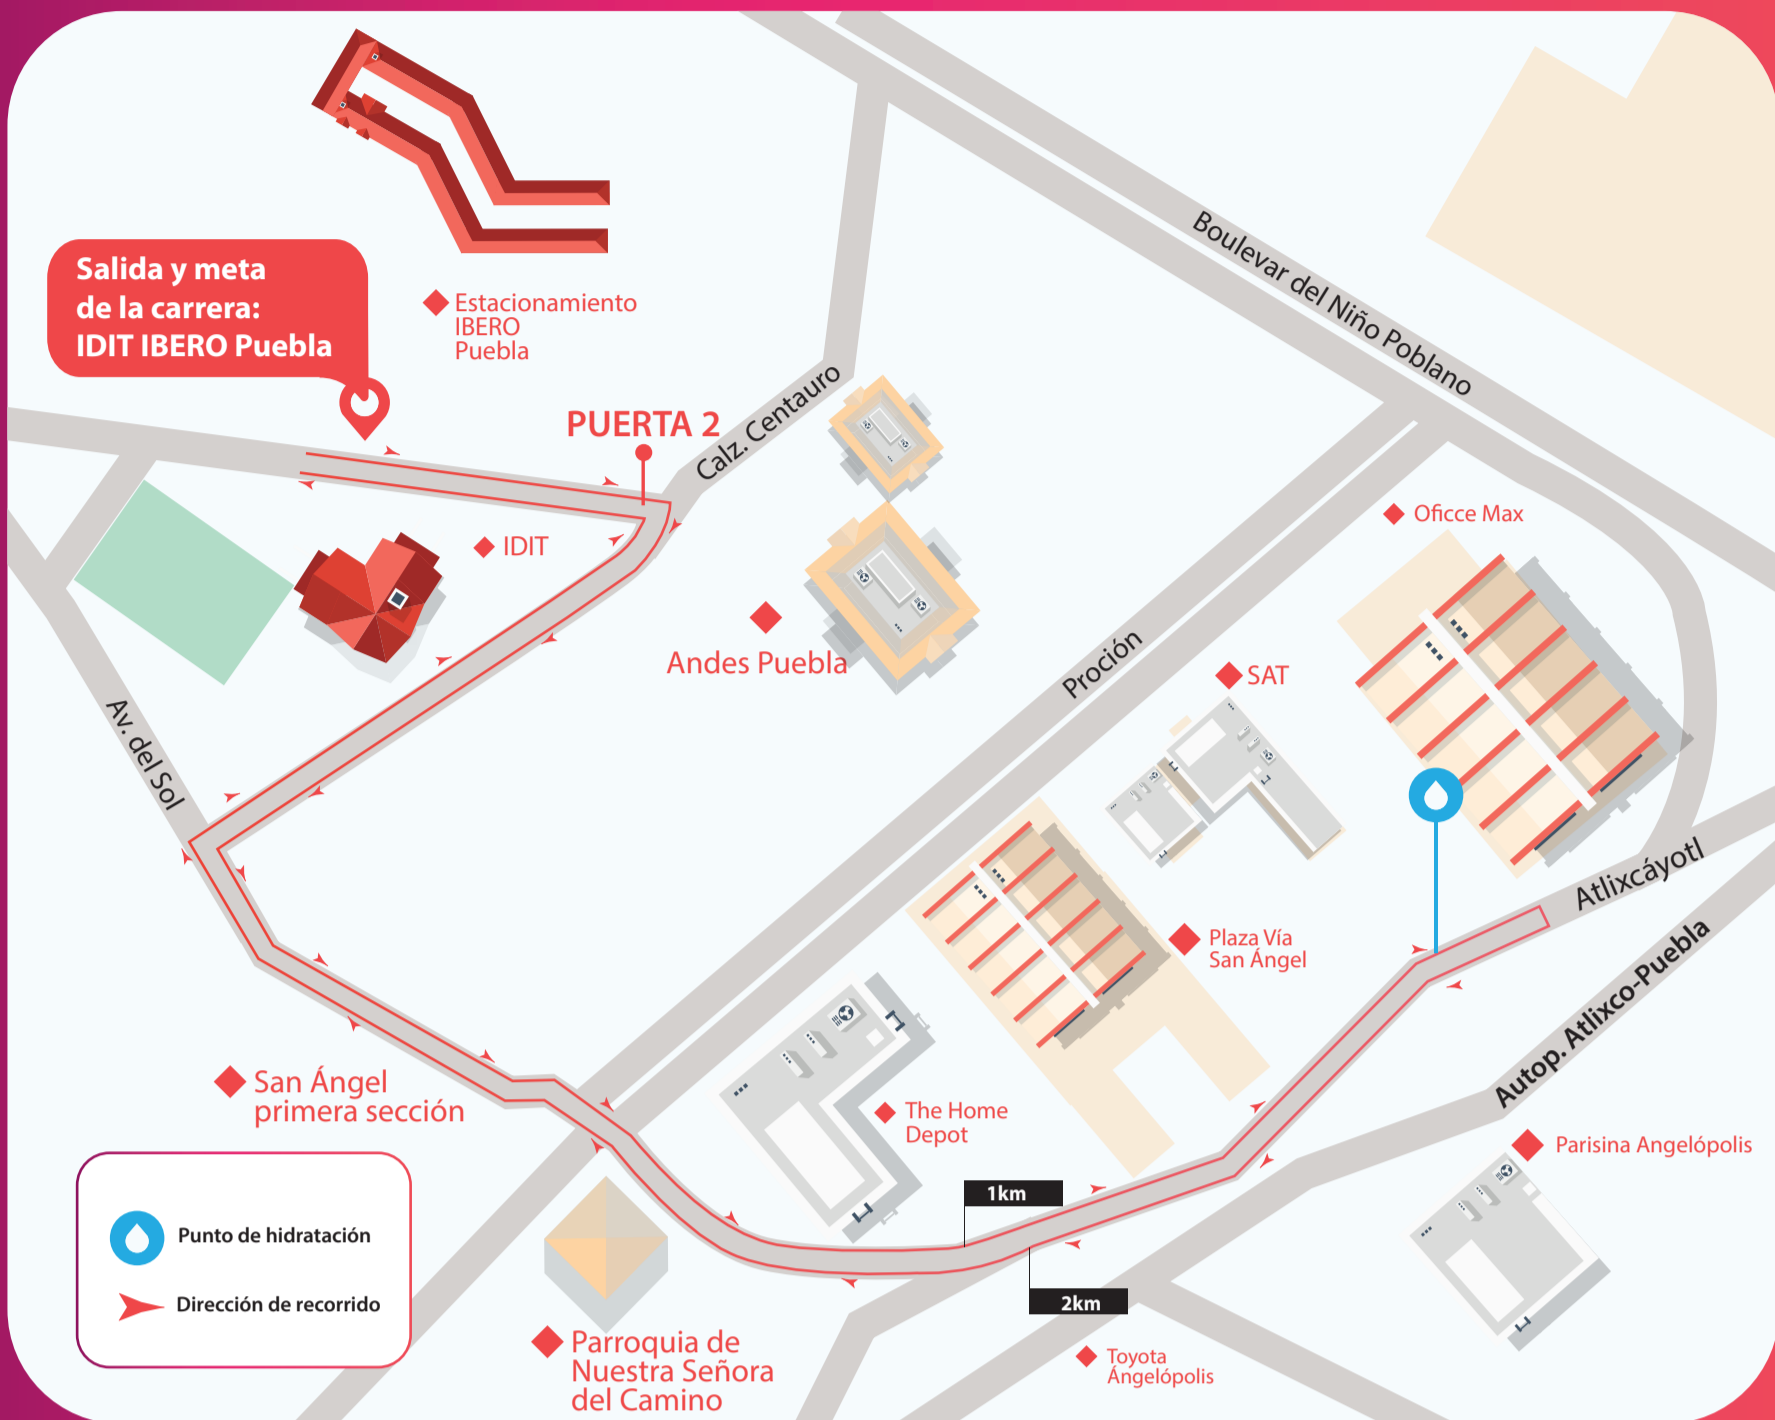 Boulevar del Niño Poblano
Salida y meta
de la carrera:
IDIT IBERO Puebla
Estacionamiento
IBERO
Puebla
PUERTA 2
Calz. Centauro
IDIT
Oficce Max
Andes Puebla
Proción
SAT
Av. del Sol
Atlixcáyotl
Plaza Vía
San Ángel
Autop. Atlixco-Puebla
San Ángel
primera sección
The Home
Depot
Parisina Angelópolis
1km
2km
Punto de hidratación
Dirección de recorrido
Parroquia de
Nuestra Señora
del Camino
Toyota
Ángelópolis